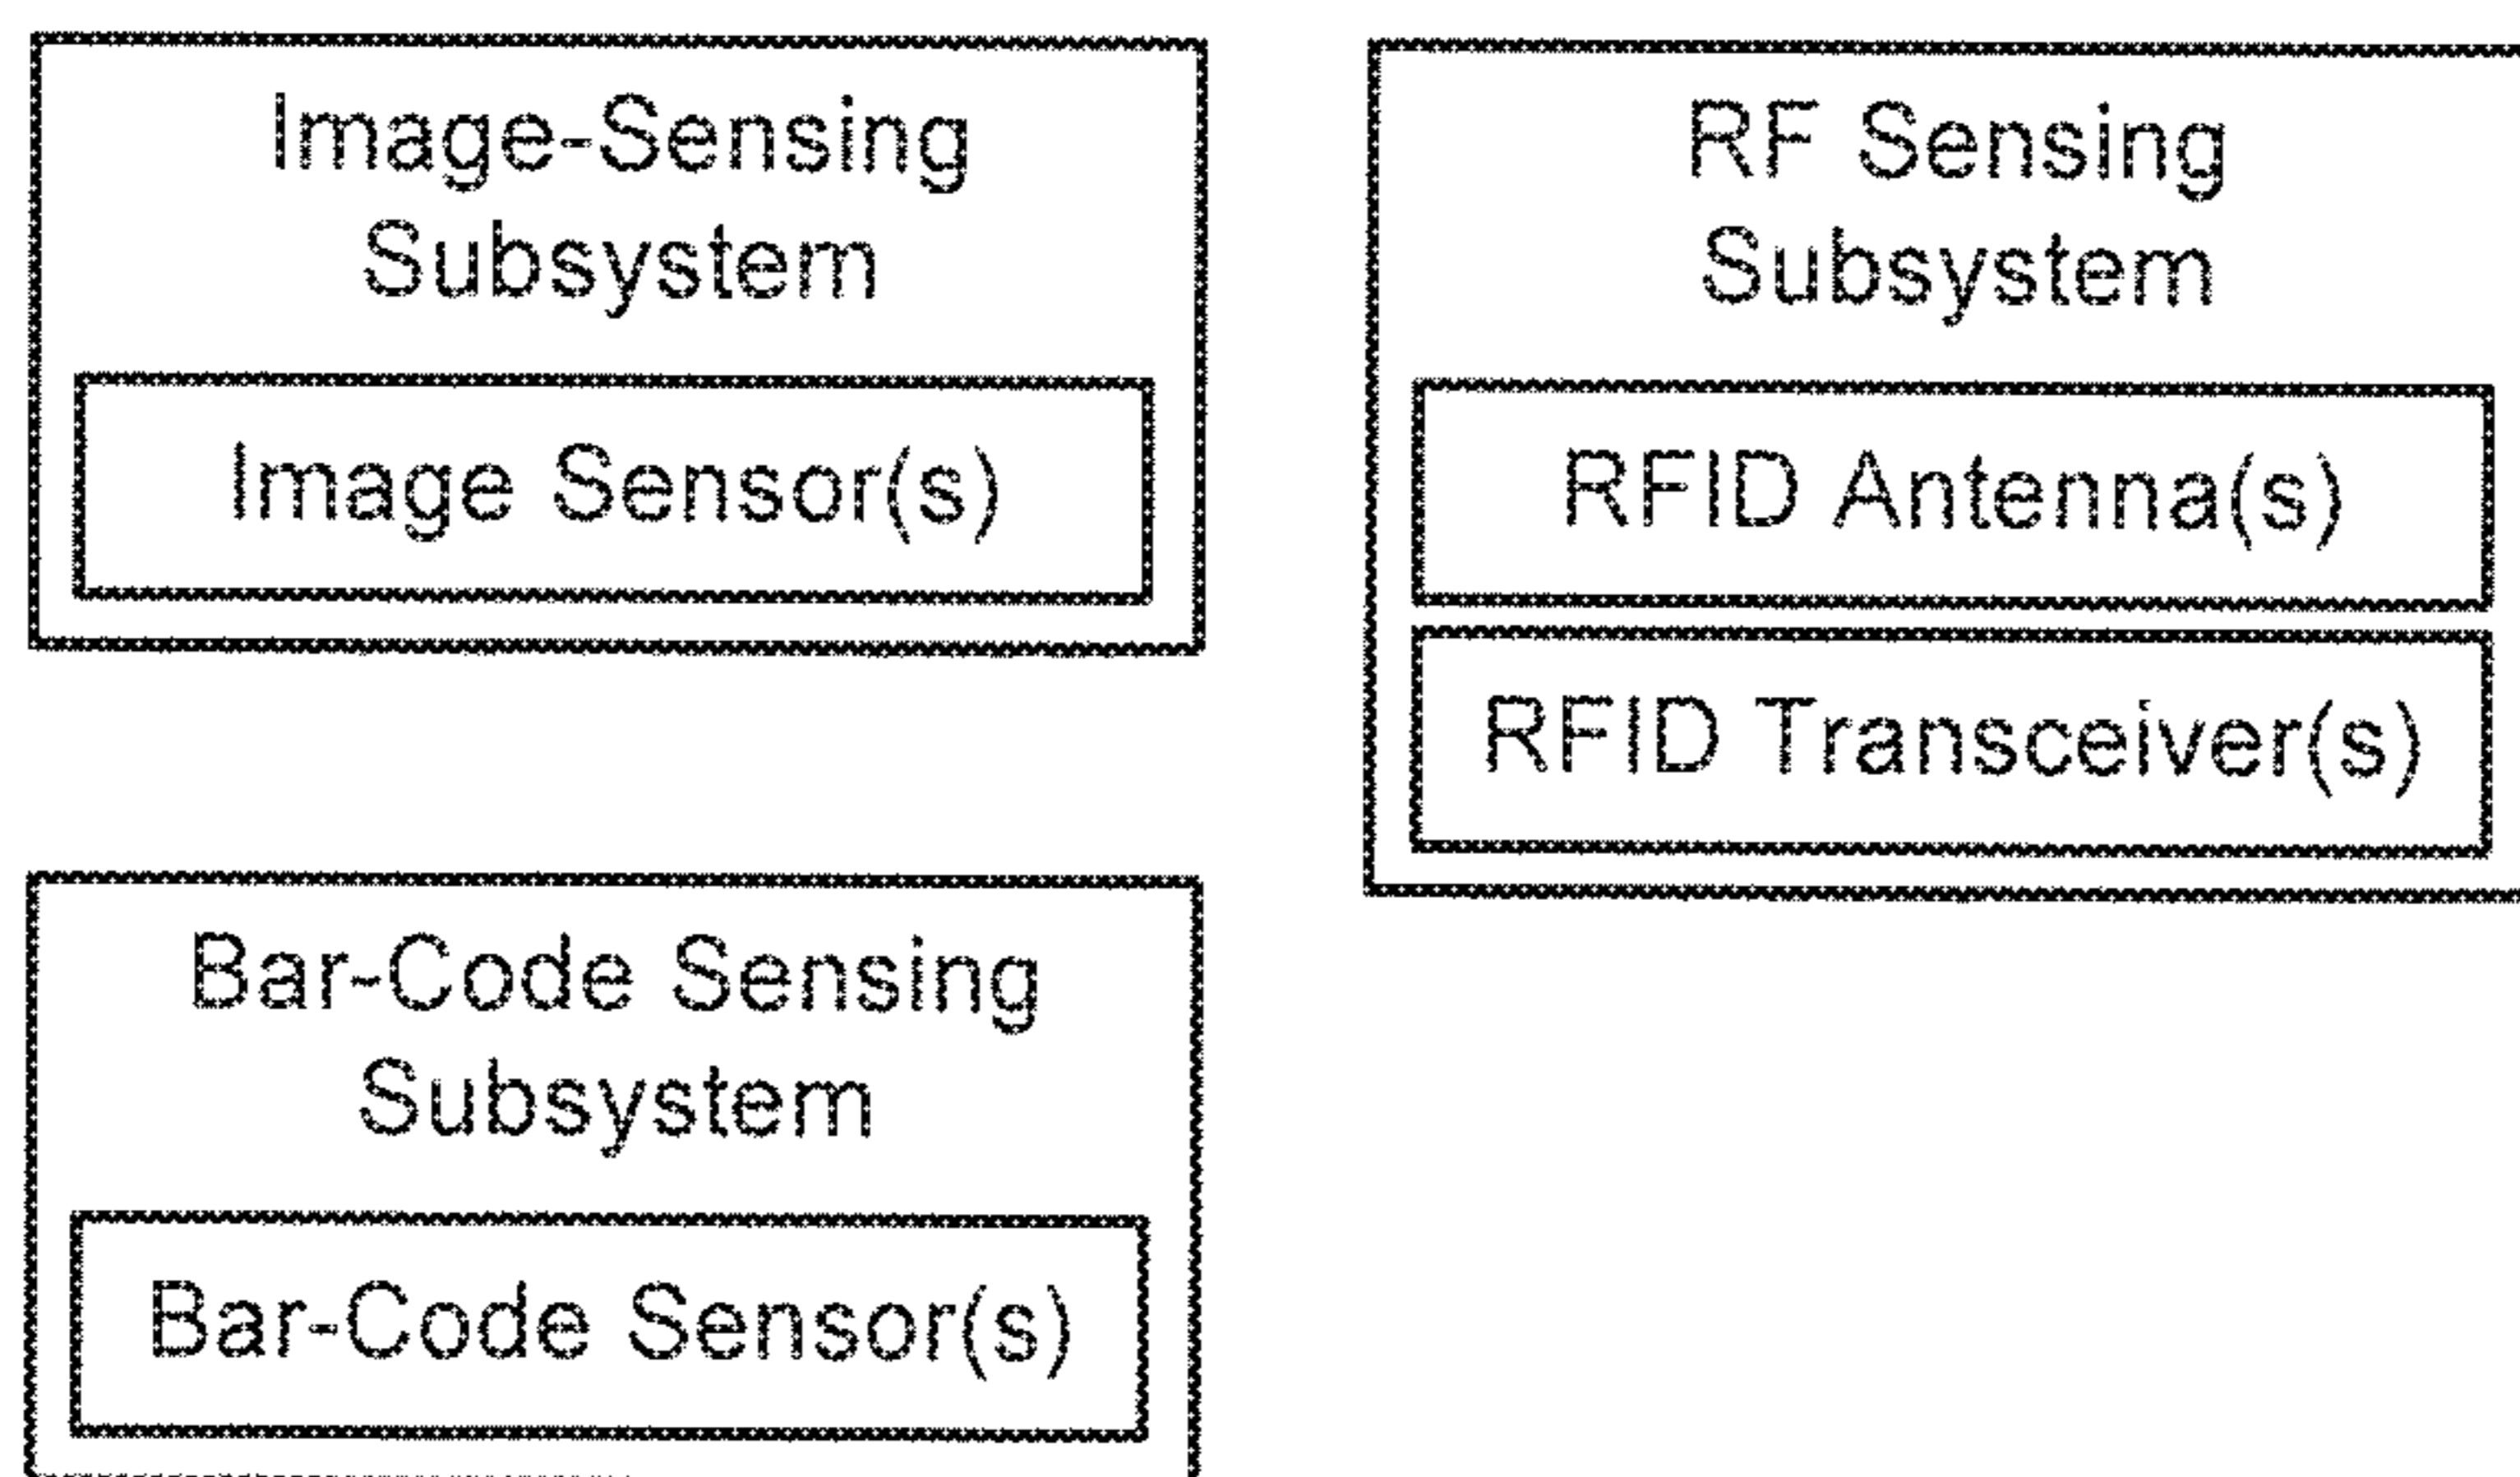 Image-Sensing
Subsystem
Image Sensor(s)
RF Sensing
Subsystem
RFID Antenna(s)
RFID Transceiver(s)
Bar-Code Sensing
Subsystem
Bar-Code Sensor(s)